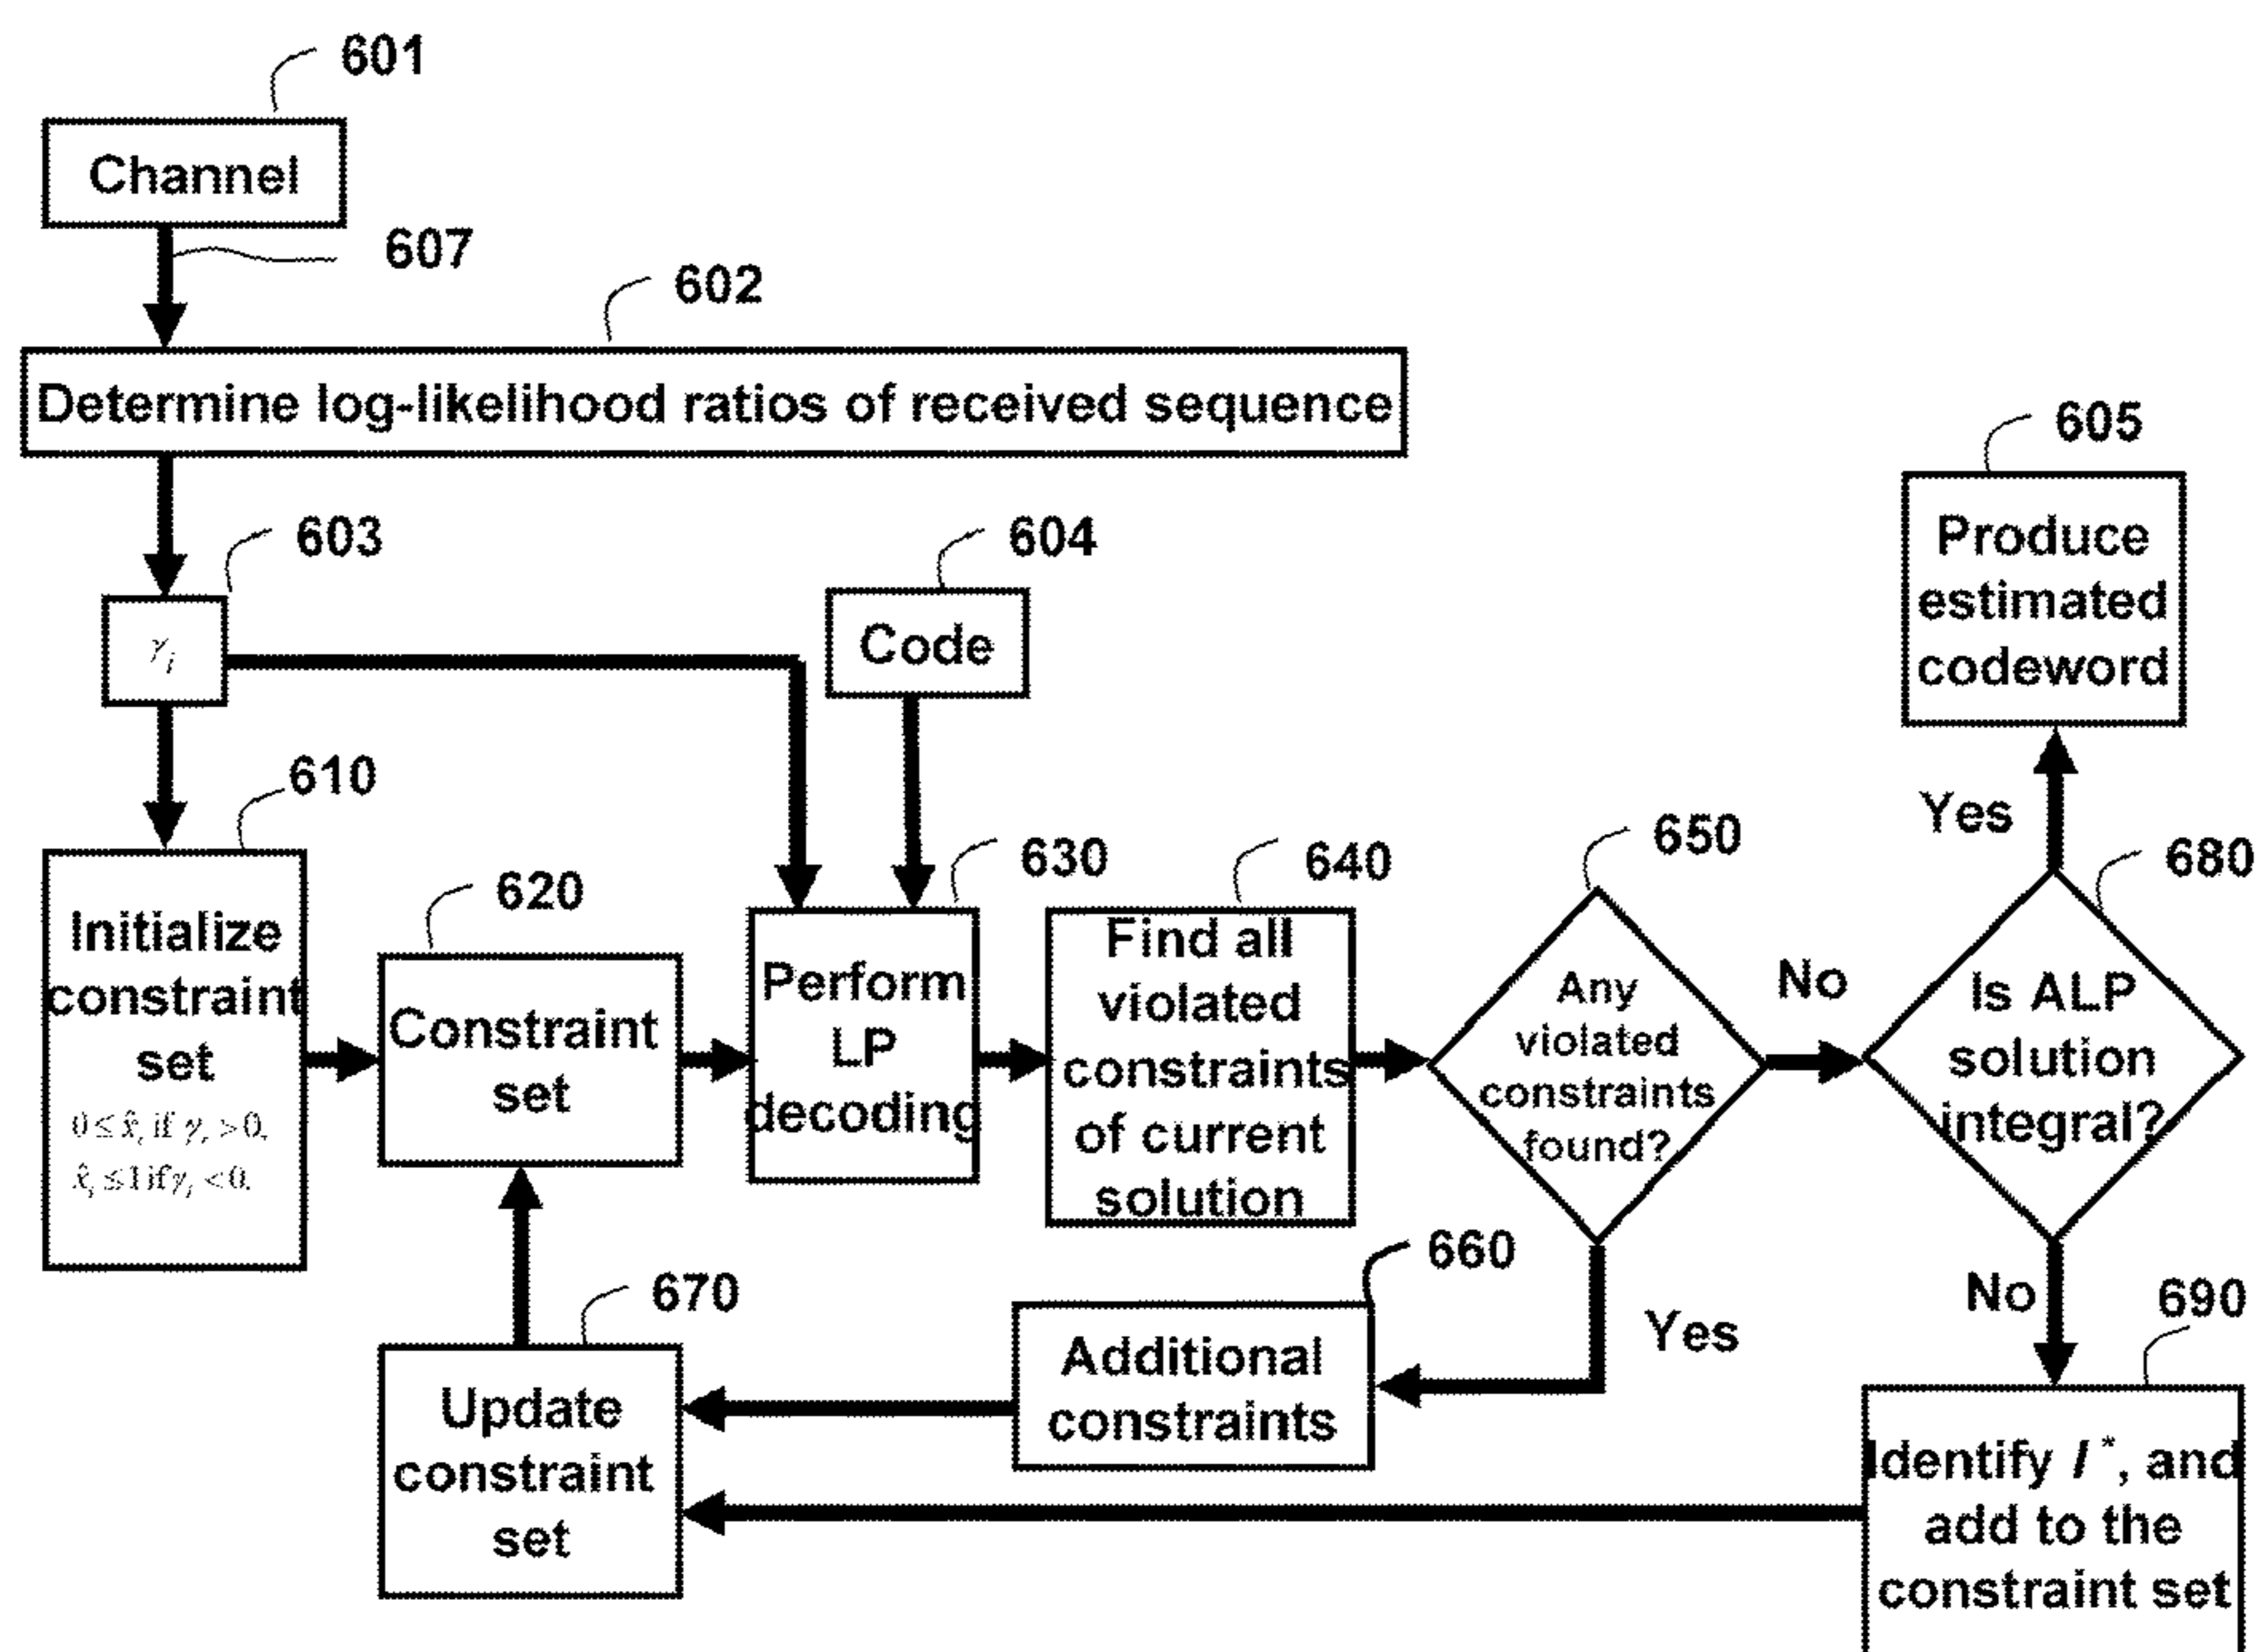 601
Channel
607
602
Determine log-likelihood ratios of received sequence
603
γi
604
Code
605
Produce
estimated
codeword
610
Initialize
constraint
set
0 ≤ x̂i if γi >0,
x̂i ≤1 if γi <0.
620
Constraint
set
630
Perform
LP
decoding
640
Find all
violated
constraints
of current
solution
650
Any
violated
constraints
found?
No
Yes
680
Is ALP
solution
integral?
Yes
No
660
Additional
constraints
670
Update
constraint
set
690
Identify I*, and
add to the
constraint set